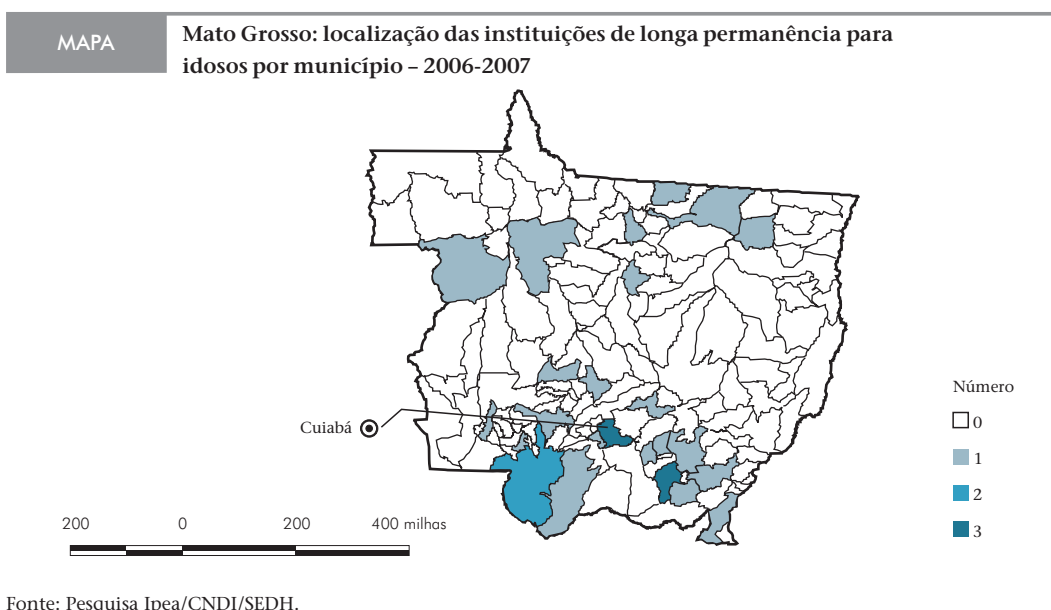 MAPA
Mato Grosso: localização das instituições de longa permanência para
idosos por município – 2006-2007
Cuiabá
Número
0
1
2
3
200 0 200 400 milhas
Fonte: Pesquisa Ipea/CNDI/SEDH.